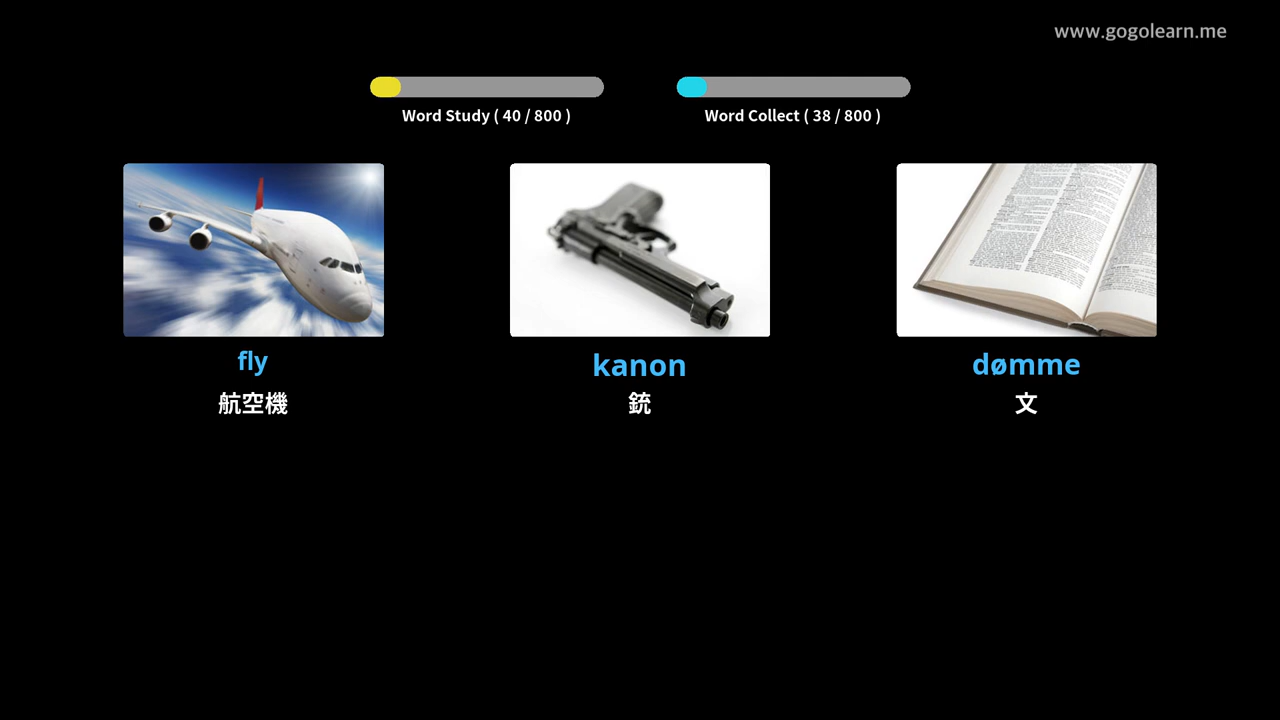 www.gogolearn.me
Word Study ( 40 / 800 )
Word Collect ( 38 / 800 )
fly
kanon
dømme
航空機
銃
文